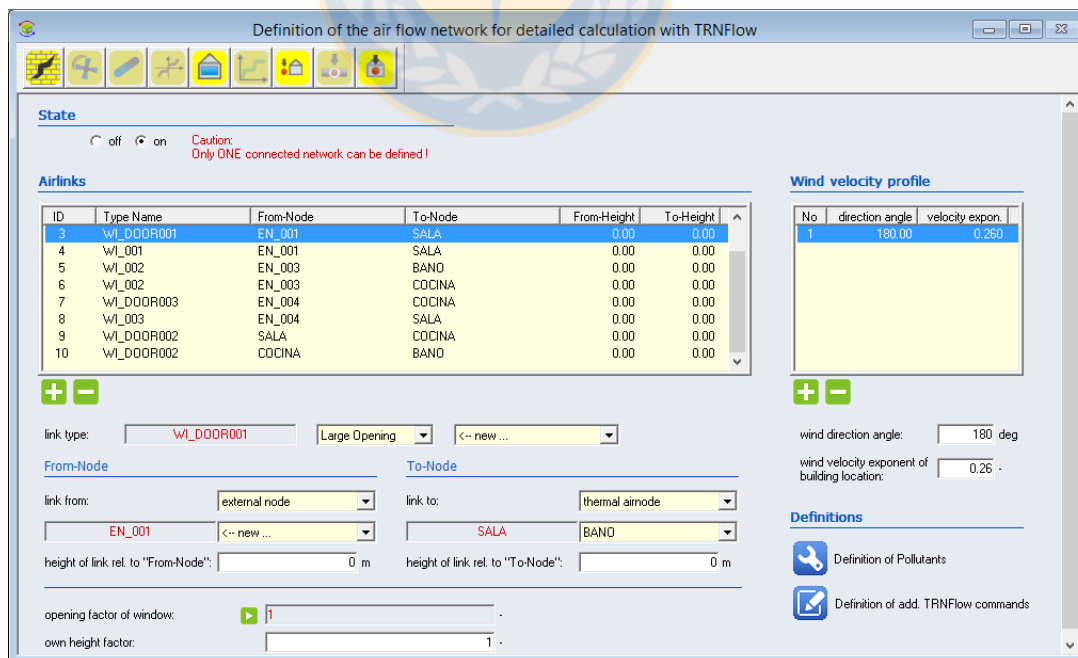 Definition of the air flow network for detailed calculation with TRNFlow
State
off on Caution:
Only ONE connected network can be defined !
Airlinks
ID Type Name From-Node To-Node From-Height To-Height
3 WI_DOOR001 EN_001 SALA 0.00 0.00
4 WI_001 EN_001 SALA 0.00 0.00
5 WI_002 EN_003 BANO 0.00 0.00
6 WI_002 EN_003 COCINA 0.00 0.00
7 WI_DOOR003 EN_004 COCINA 0.00 0.00
8 WI_003 EN_004 SALA 0.00 0.00
9 WI_DOOR002 SALA COCINA 0.00 0.00
10 WI_DOOR002 COCINA BANO 0.00 0.00
link type: WI_DOOR001 Large Opening <-- new ...
From-Node
link from: external node
EN_001 <-- new ...
height of link rel. to "From-Node": 0 m
To-Node
link to: thermal airnode
SALA BANO
height of link rel. to "To-Node": 0 m
opening factor of window: 1 -
own height factor: 1 -
Wind velocity profile
No direction angle velocity expon.
1 180.00 0.260
wind direction angle: 180 deg
wind velocity exponent of
building location: 0.26 -
Definitions
Definition of Pollutants
Definition of add. TRNFlow commands